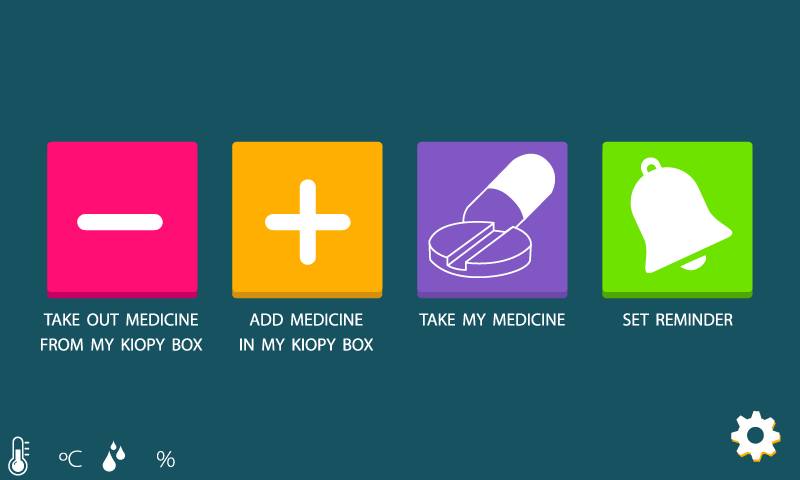 TAKE OUT MEDICINE
FROM MY KIOPY BOX
ADD MEDICINE
IN MY KIOPY BOX
TAKE MY MEDICINE
SET REMINDER
ºC
%